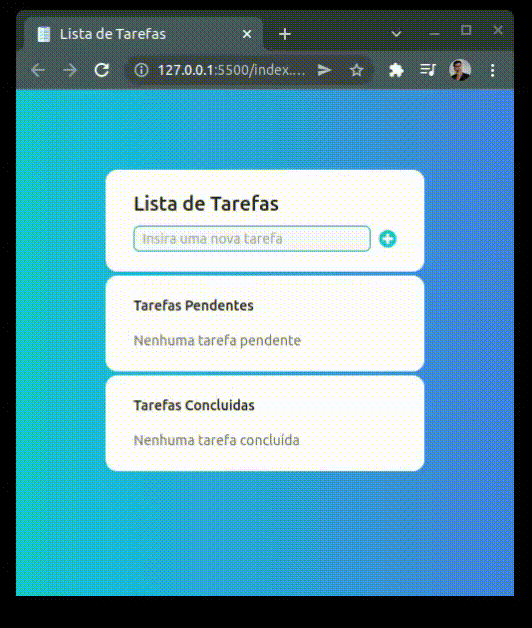 Lista de Tarefas
127.0.0.1:5500/index....
Lista de Tarefas
Insira uma nova tarefa
Tarefas Pendentes
Nenhuma tarefa pendente
Tarefas Concluidas
Nenhuma tarefa concluída